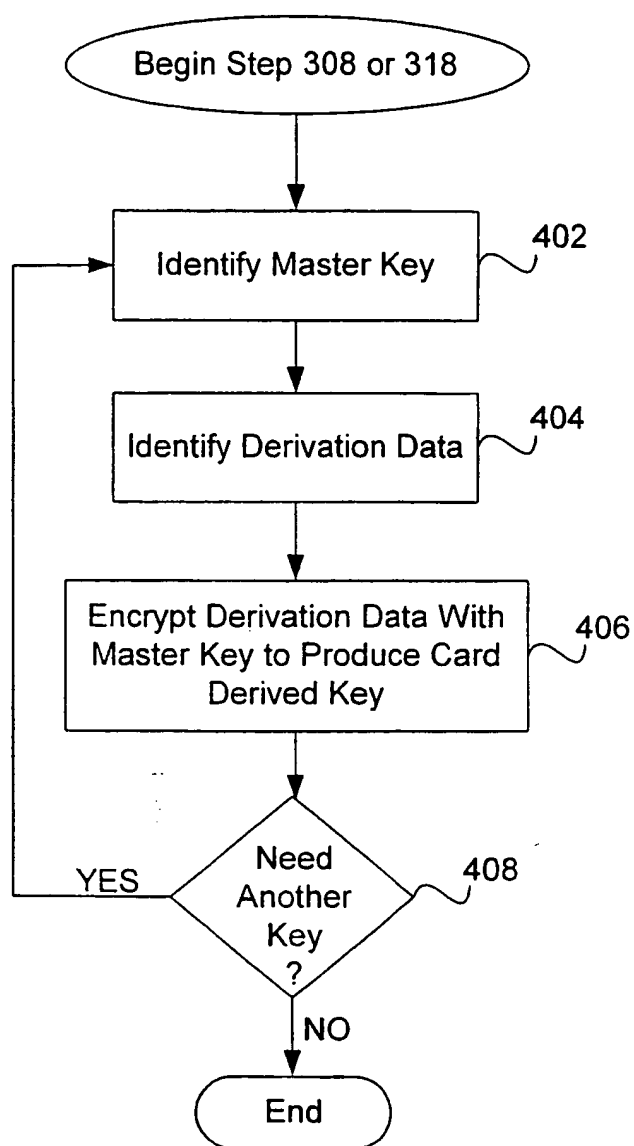 Begin Step 308 or 318
Identify Master Key
402
Identify Derivation Data
404
Encrypt Derivation Data With
Master Key to Produce Card
Derived Key
406
Need
Another
Key
?
408
YES
NO
End